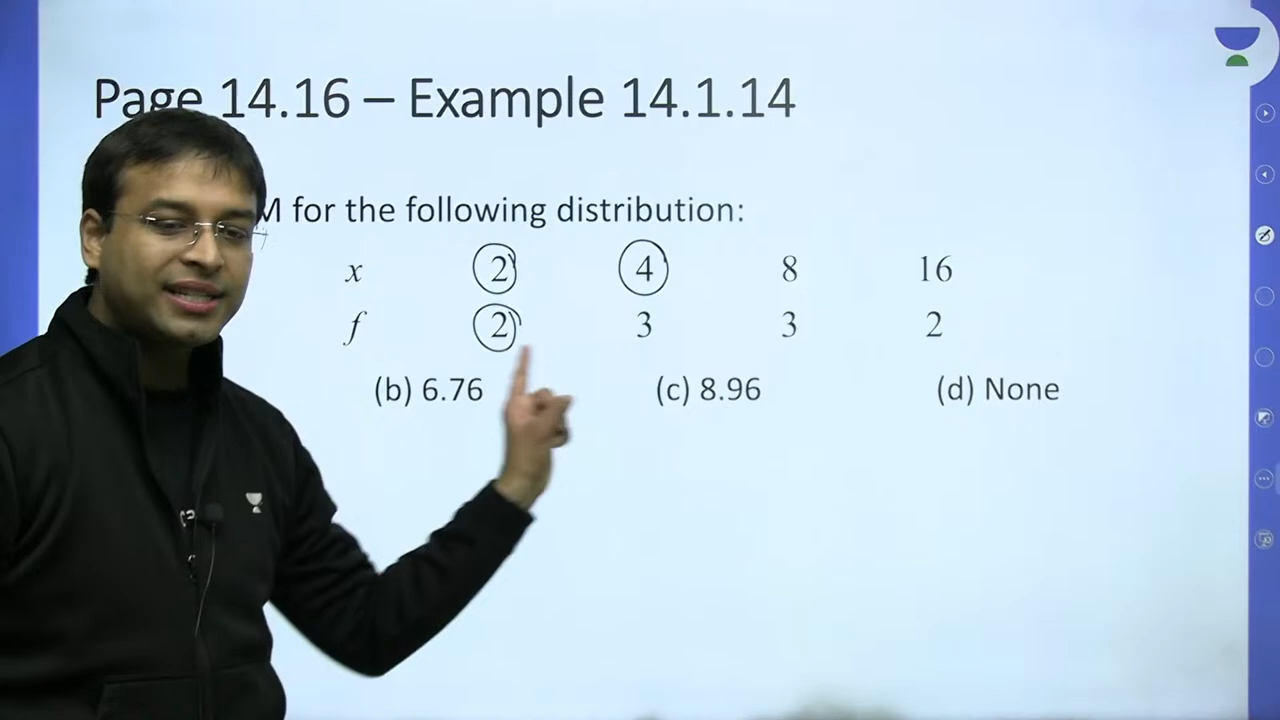 Page 14.16 – Example 14.1.14
M for the following distribution:
x 2 4 8 16
f 2 3 3 2
(b) 6.76 (c) 8.96 (d) None